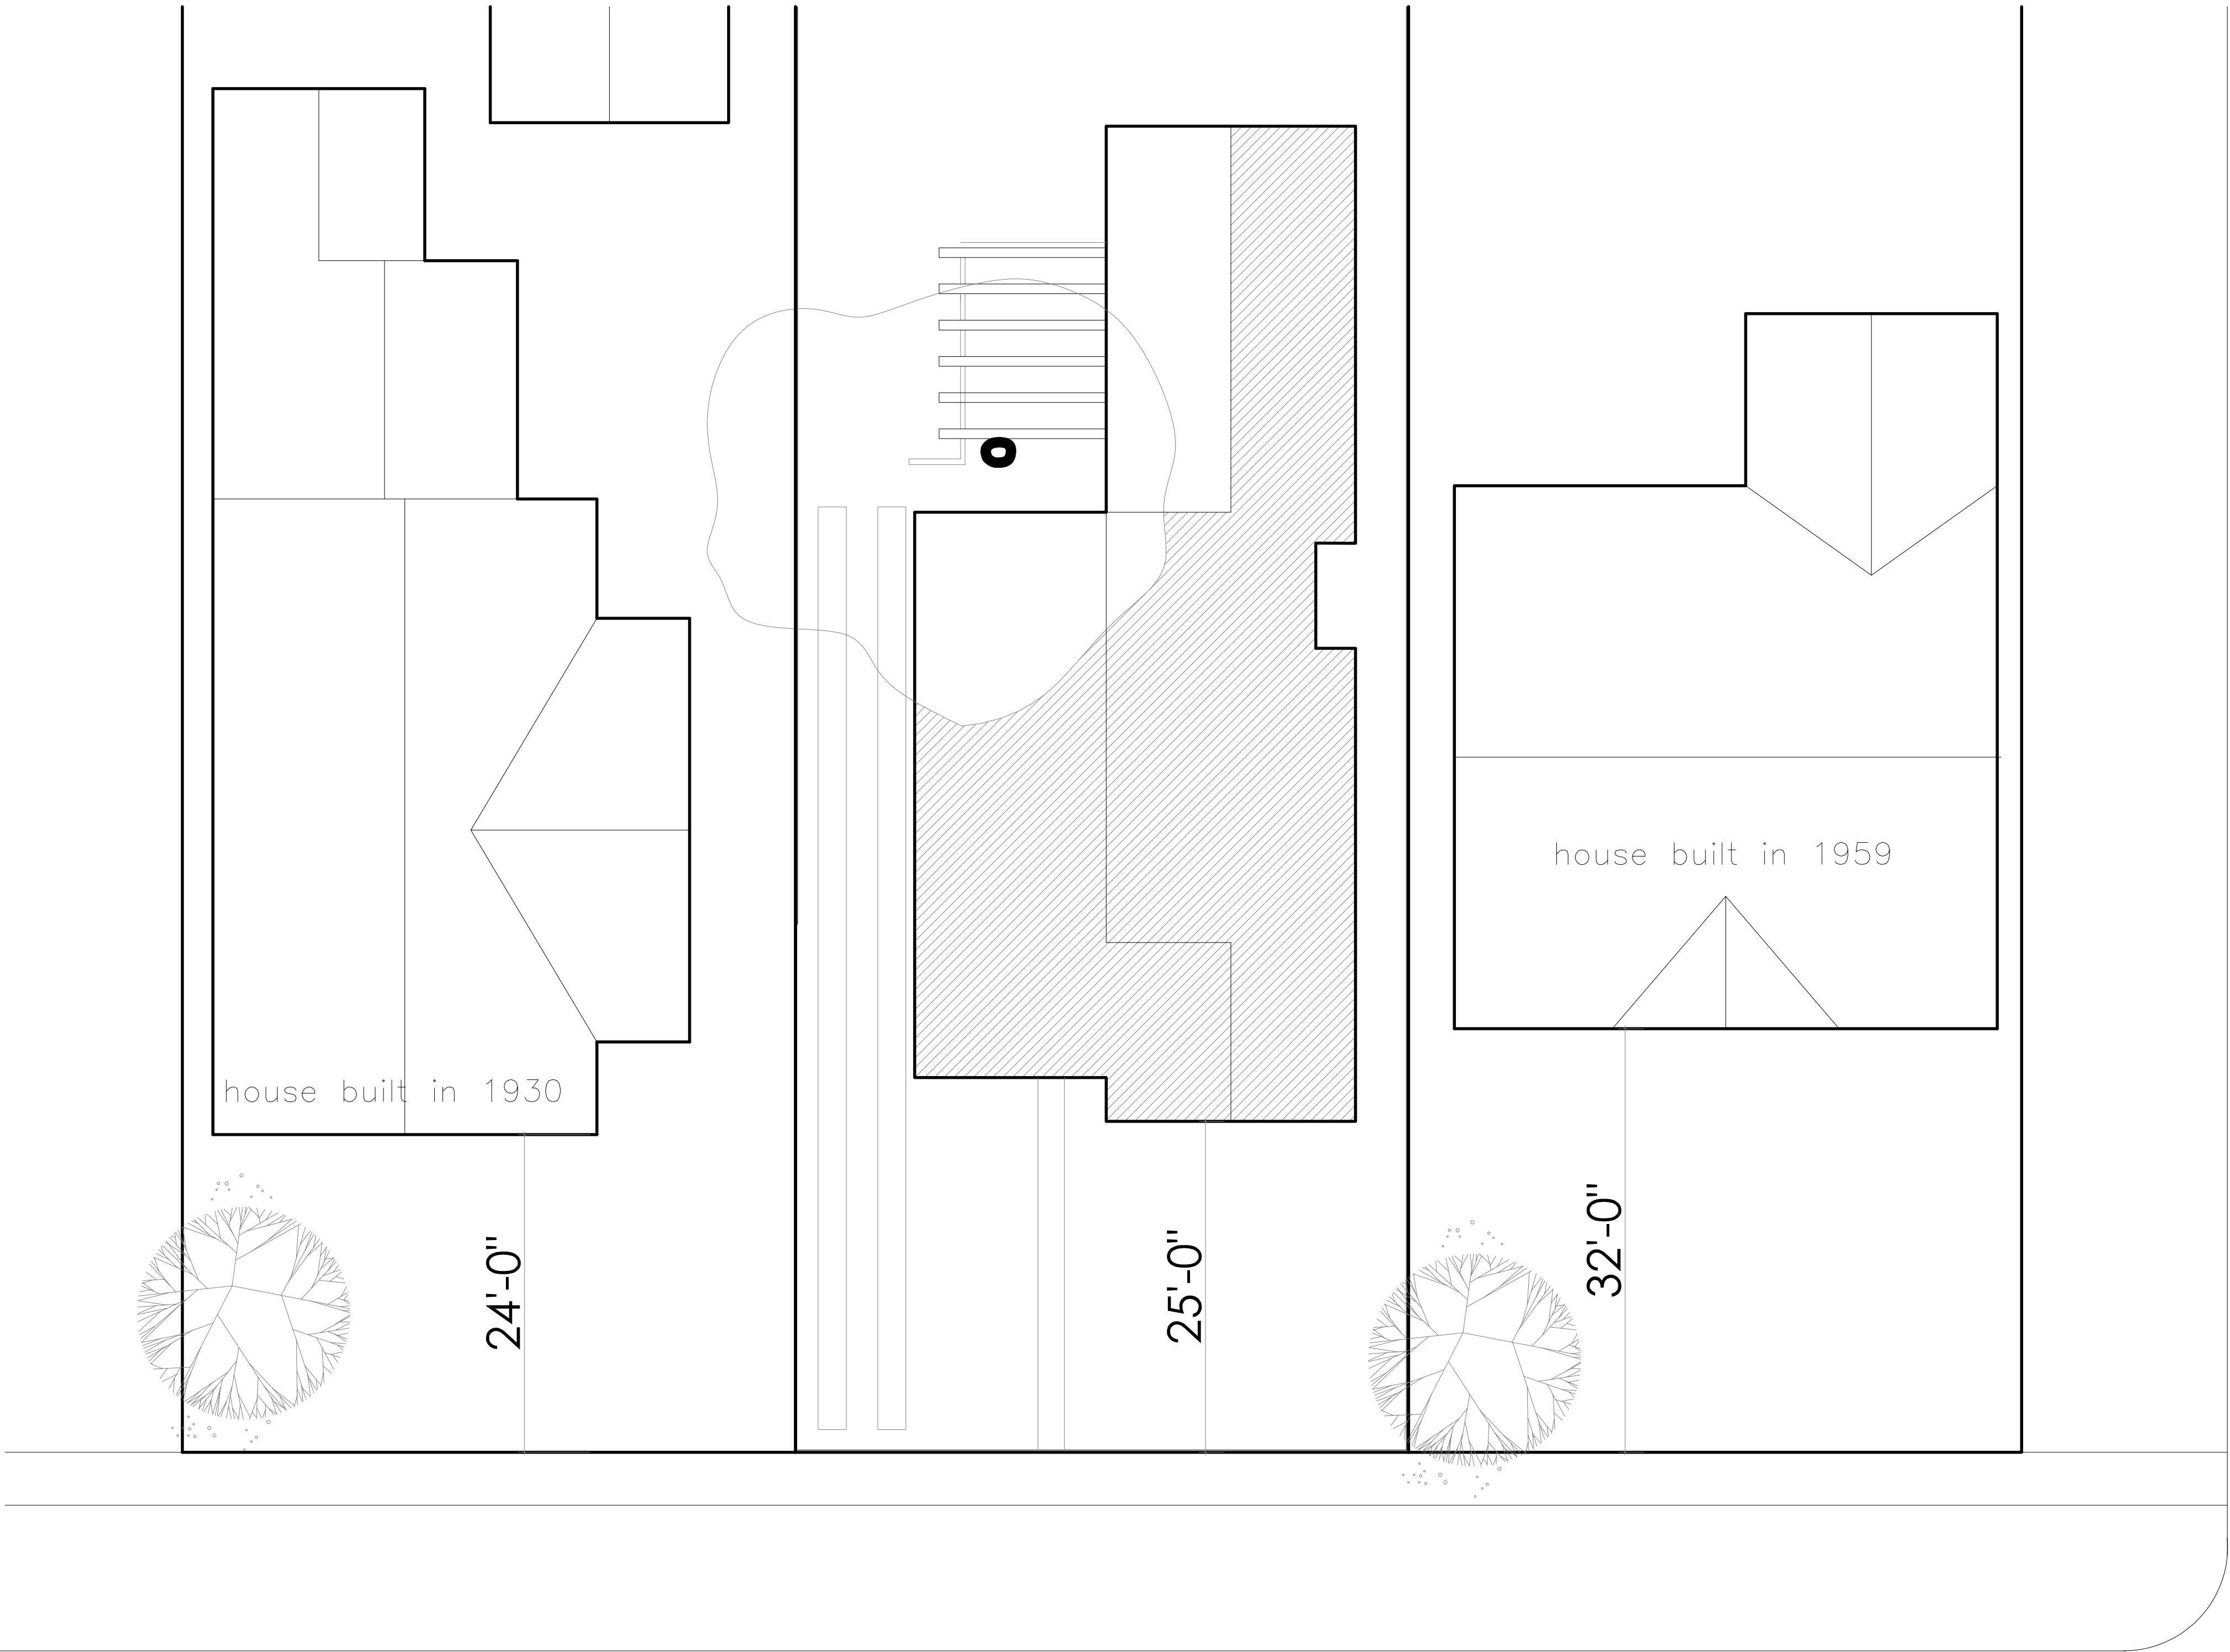 house built in 1959
house built in 1930
24'-0"
25'-0"
32'-0"